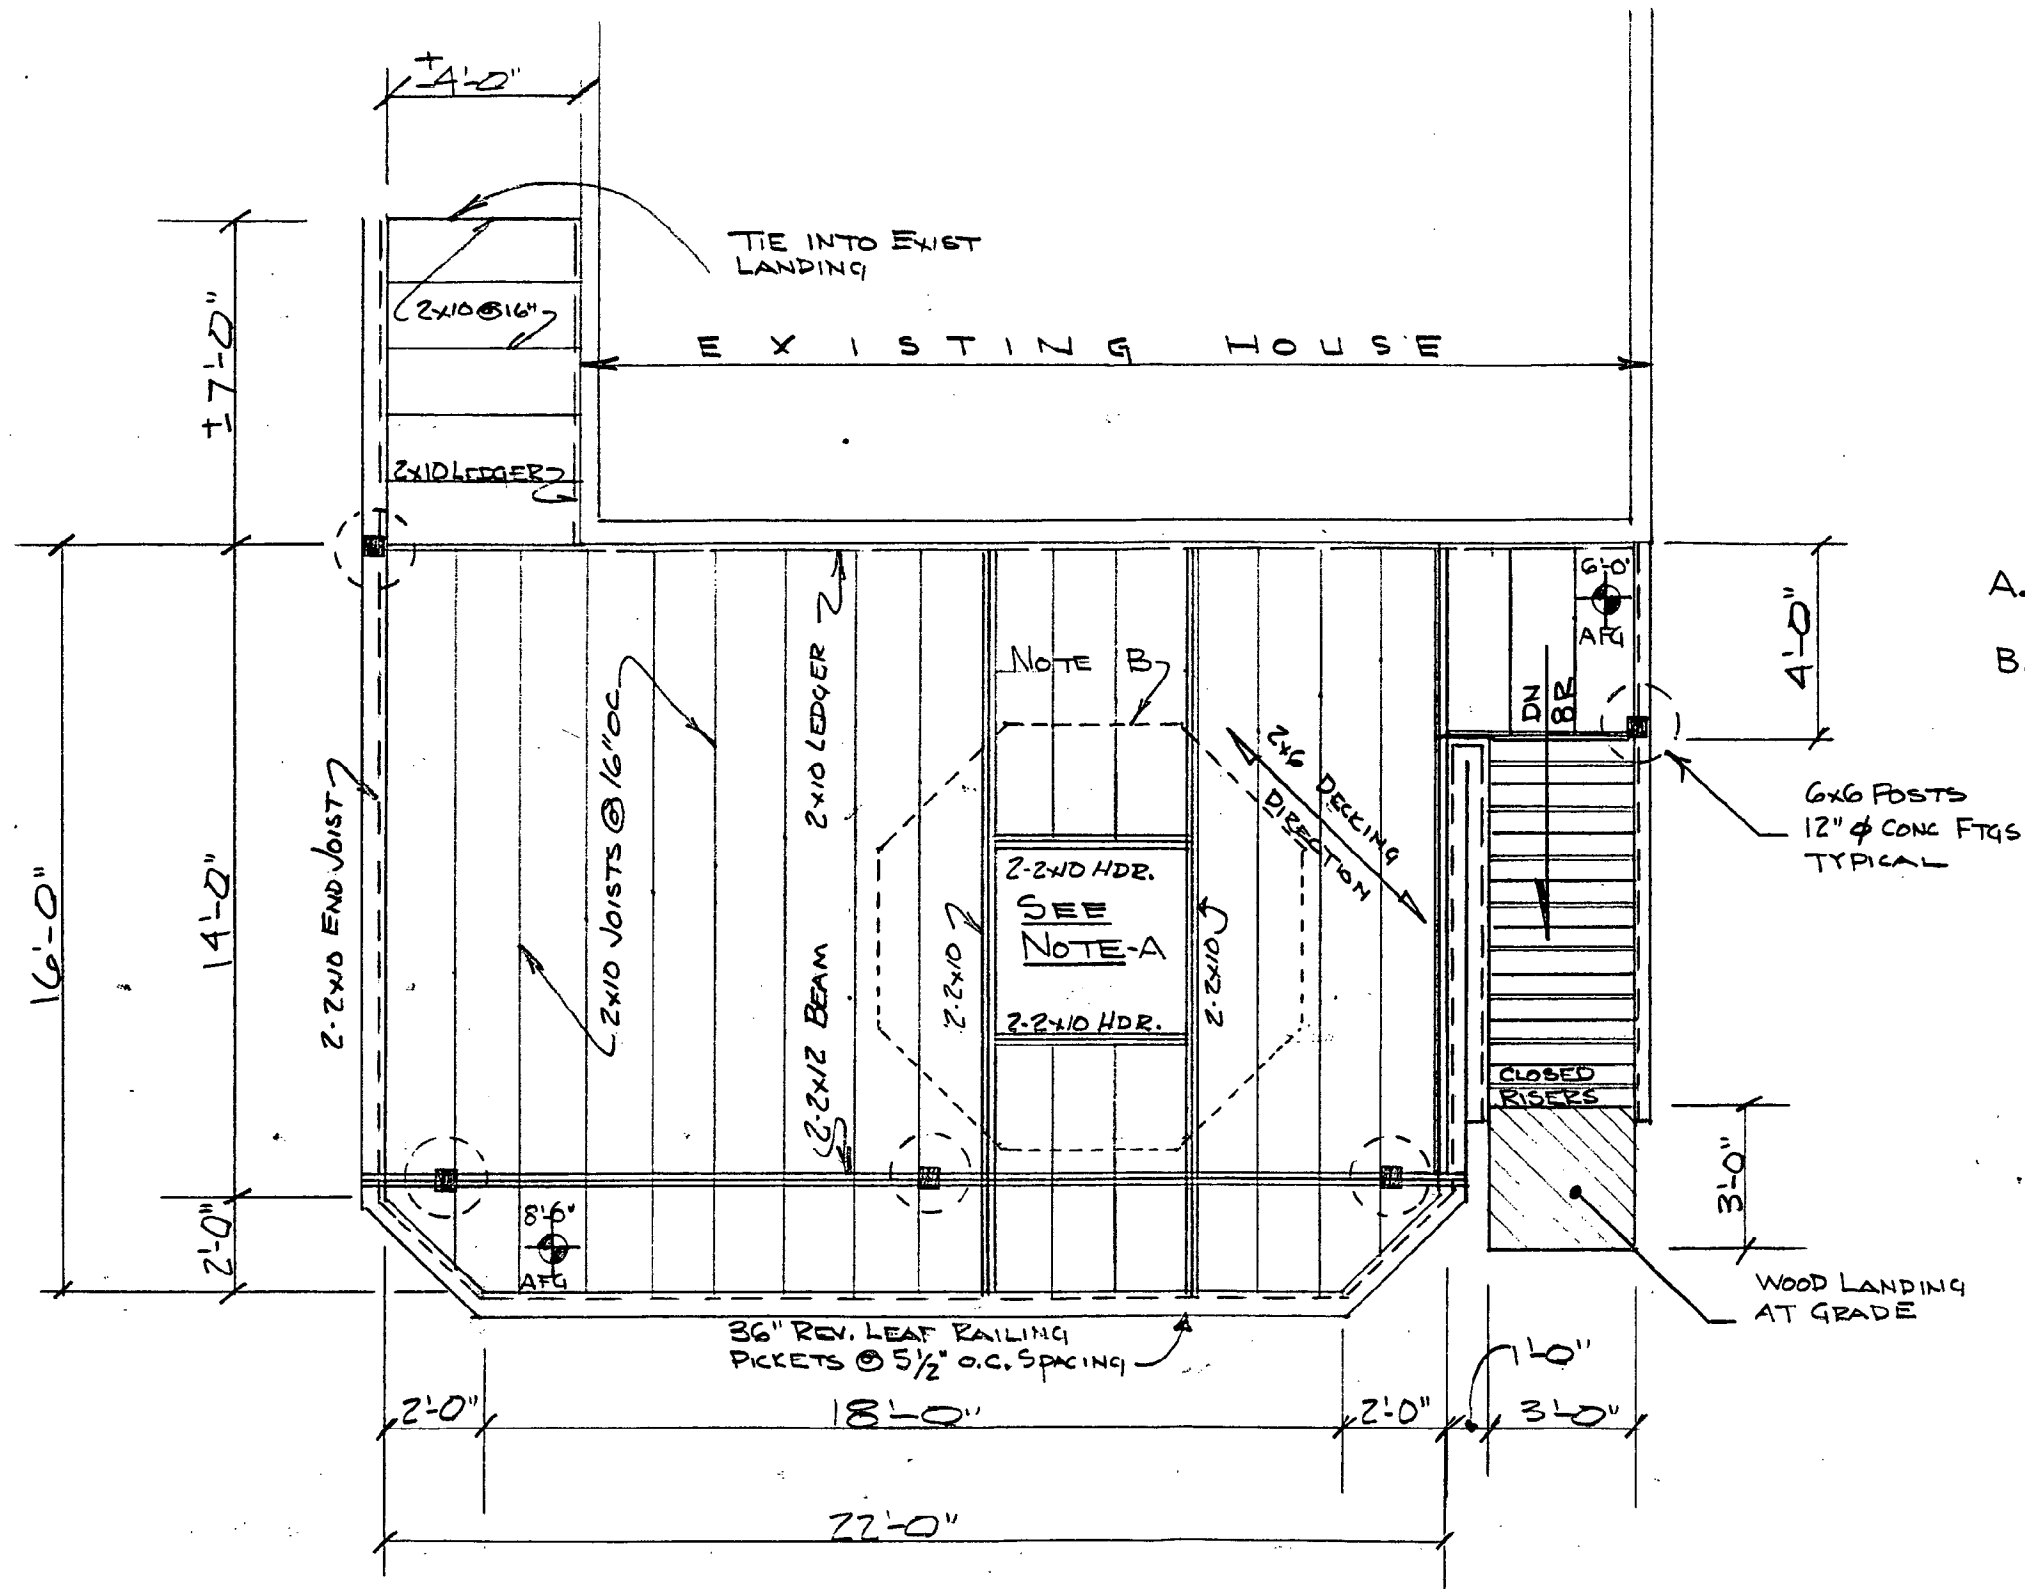 ±4'-0"
TIE INTO EXIST
LANDING
2x10 @ 16"
EXISTING HOUSE
±7'-0"
2x10 LEDGER
6'-0"
AFG
A.
B.
4'-0"
NOTE B
2x10 LEDGER
2x10 JOISTS @ 16" OC
2x6 DECKING
DIRECTION
DN
8R
6x6 POSTS
12" ⌀ CONC FTGS
TYPICAL
2-2x10 END JOIST
16'-0"
14'-0"
2-2x10 HDR.
SEE
NOTE-A
2-2x10
2-2x10
2-2x10 HDR.
2-2x12 BEAM
CLOSED
RISERS
3'-0"
2'-0"
AFG
WOOD LANDING
AT GRADE
36" REV. LEAF RAILING
PICKETS @ 5 1/2" O.C. SPACING
1'-0"
2'-0"
18'-0"
2'-0"
3'-0"
22'-0"